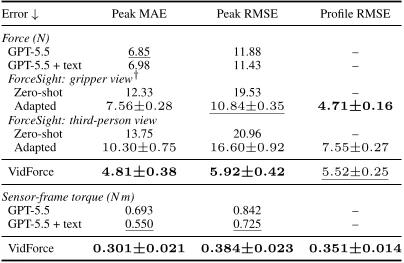 Error ↓ Peak MAE Peak RMSE Profile RMSE
Force (N)
GPT-5.5 6.85 11.88 –
GPT-5.5 + text 6.98 11.43 –
ForceSight: gripper view†
Zero-shot 12.33 19.53 –
Adapted 7.56±0.28 10.84±0.35 4.71±0.16
ForceSight: third-person view
Zero-shot 13.75 20.96 –
Adapted 10.30±0.75 16.60±0.92 7.55±0.27
VidForce 4.81±0.38 5.92±0.42 5.52±0.25
Sensor-frame torque (N m)
GPT-5.5 0.693 0.842 –
GPT-5.5 + text 0.550 0.725 –
VidForce 0.301±0.021 0.384±0.023 0.351±0.014